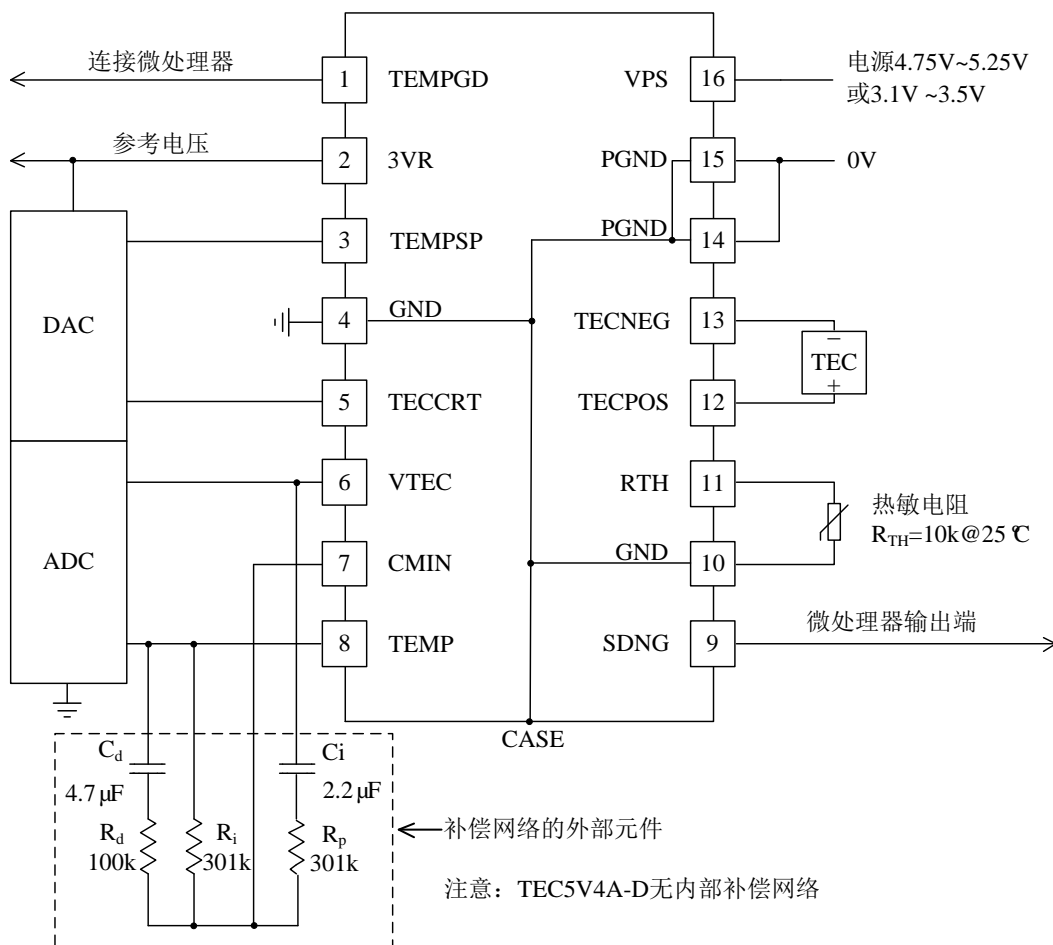 连接微处理器
1
TEMPGD
VPS
16
电源4.75V~5.25V
或3.1V ~3.5V
参考电压
2
3VR
PGND
15
0V
3
TEMPSP
PGND
14
DAC
4
GND
TECNEG
13
−
TEC
+
5
TECCRT
TECPOS
12
6
VTEC
RTH
11
热敏电阻
R_TH=10k@25℃
ADC
7
CMIN
GND
10
8
TEMP
SDNG
9
微处理器输出端
CASE
C_d
4.7μF
Ci
2.2μF
R_d
100k
R_i
301k
R_p
301k
补偿网络的外部元件
注意：TEC5V4A-D无内部补偿网络